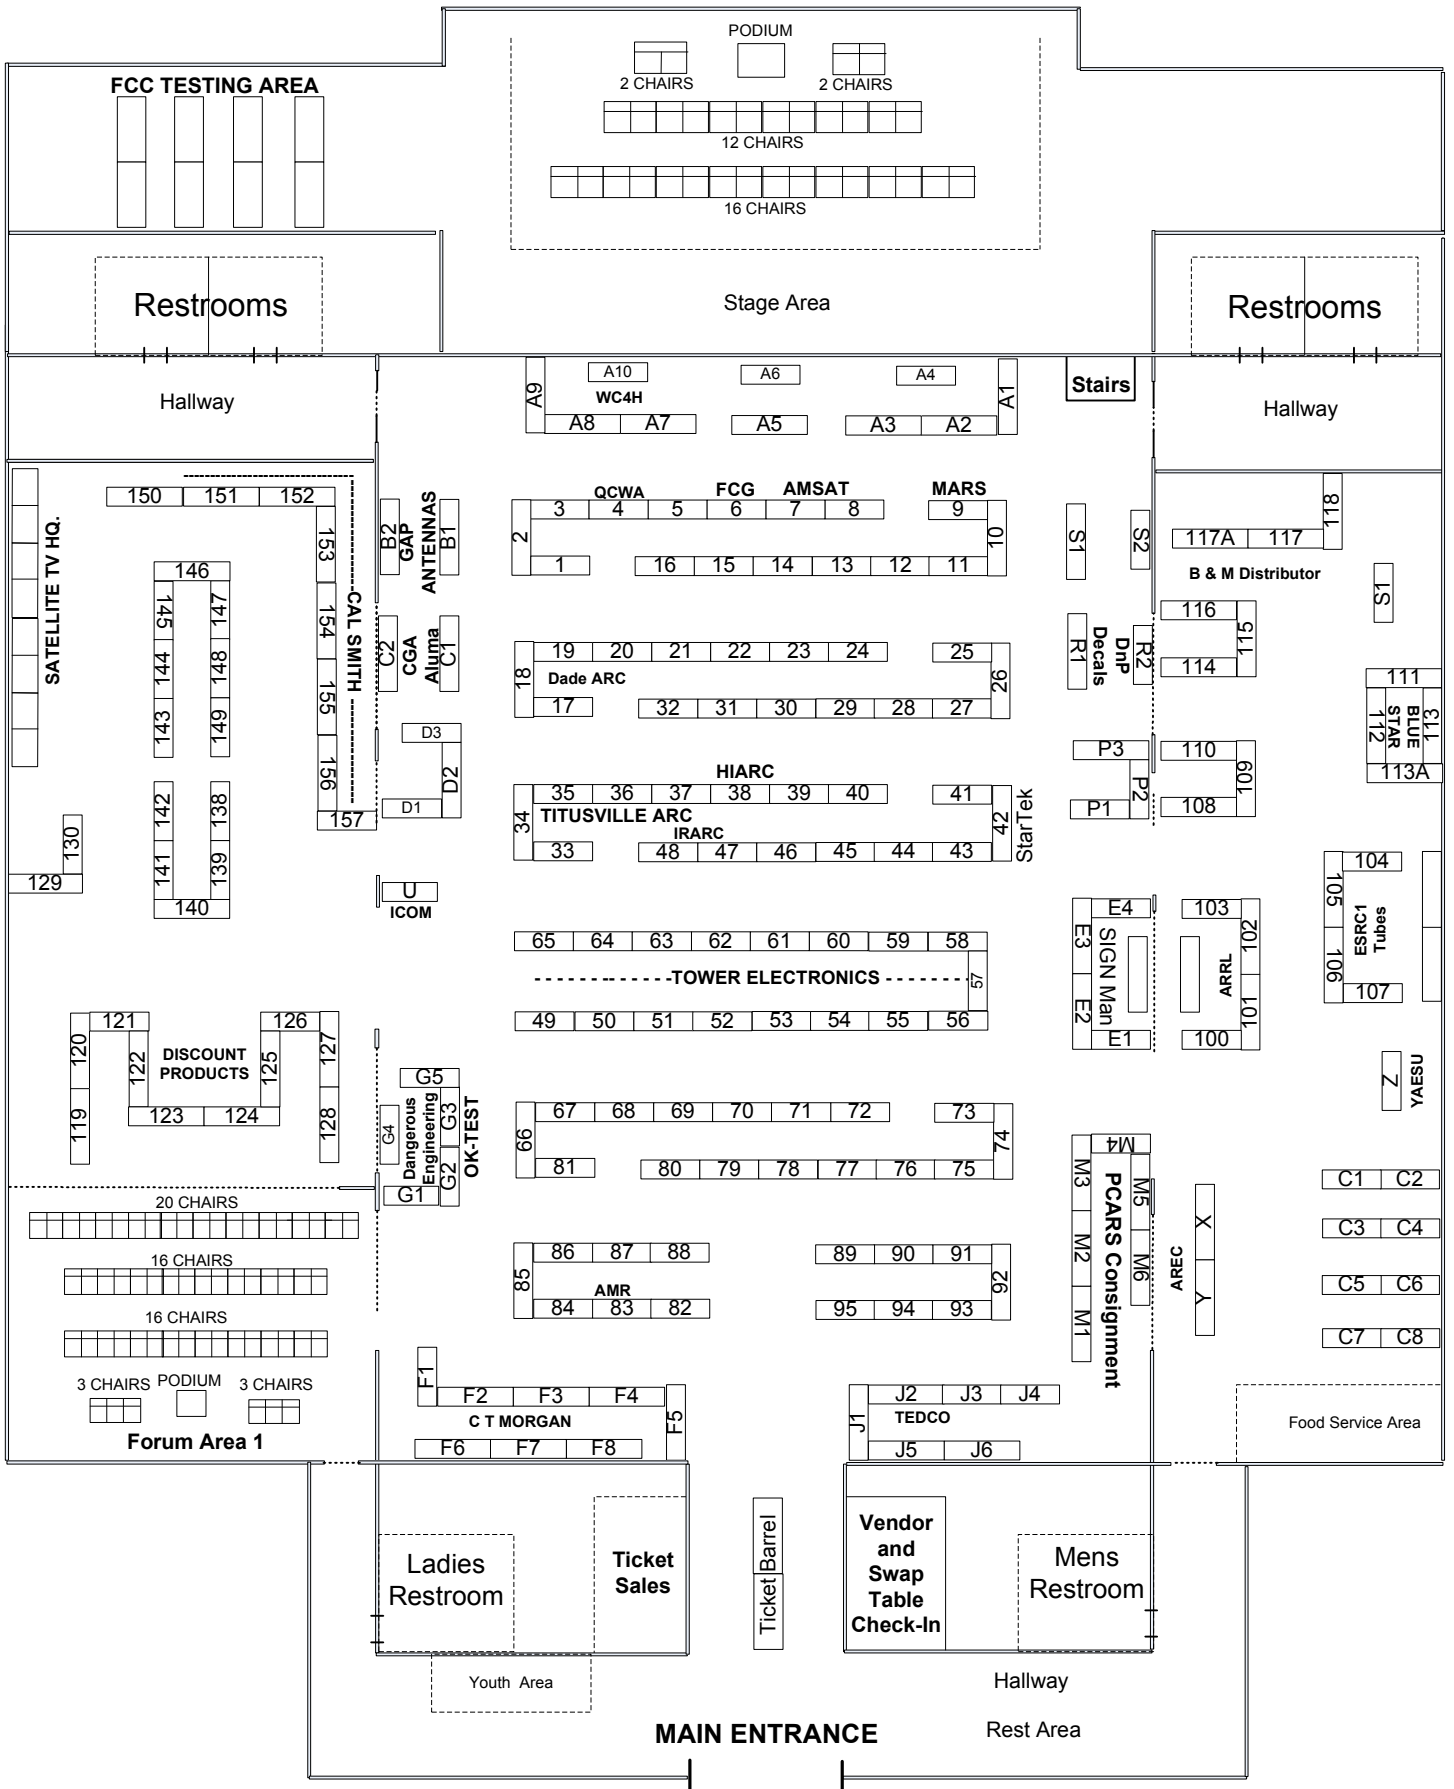 PODIUM
FCC TESTING AREA
2 CHAIRS
2 CHAIRS
12 CHAIRS
16 CHAIRS
Restrooms
Stage Area
Restrooms
Hallway
A9
A10
WC4H
A8
A7
A6
A5
A4
A3
A2
A1
Stairs
Hallway
SATELLITE TV HQ.
150
151
152
153
154
155
156
157
CAL SMITH
146
145
144
143
147
148
149
142
141
138
139
140
130
129
B2
GAP
ANTENNAS
B1
C2
CGA
Aluma
C1
D3
D2
D1
U
ICOM
QCWA
FCG
AMSAT
MARS
2
3
4
5
6
7
8
9
10
1
16
15
14
13
12
11
18
19
20
21
22
23
24
25
26
Dade ARC
17
32
31
30
29
28
27
HIARC
34
35
36
37
38
39
40
41
42
StarTek
TITUSVILLE ARC
IRARC
33
48
47
46
45
44
43
65
64
63
62
61
60
59
58
TOWER ELECTRONICS
57
49
50
51
52
53
54
55
56
S1
S2
R1
Decals
DnP
R2
P3
P2
P1
118
117A
117
B & M Distributor
S1
116
115
114
111
112
BLUE
STAR
113
113A
110
109
108
104
105
106
107
ESRC1
Tubes
E4
E3
E2
E1
SIGN Man
103
102
101
100
ARRL
Z
YAESU
121
120
119
122
DISCOUNT
PRODUCTS
123
124
125
126
127
128
G5
G4
Dangerous
Engineering
G3
G2
G1
OK-TEST
66
67
68
69
70
71
72
73
74
81
80
79
78
77
76
75
85
86
87
88
AMR
84
83
82
89
90
91
92
95
94
93
M4
M3
M2
M1
M5
M6
PCARS Consignment
AREC
X
Y
C1
C2
C3
C4
C5
C6
C7
C8
Food Service Area
20 CHAIRS
16 CHAIRS
16 CHAIRS
3 CHAIRS
PODIUM
3 CHAIRS
Forum Area 1
F1
F2
F3
F4
F5
C T MORGAN
F6
F7
F8
J1
J2
J3
J4
TEDCO
J5
J6
Ladies
Restroom
Ticket
Sales
Ticket Barrel
Vendor
and
Swap
Table
Check-In
Mens
Restroom
Youth Area
Hallway
MAIN ENTRANCE
Rest Area